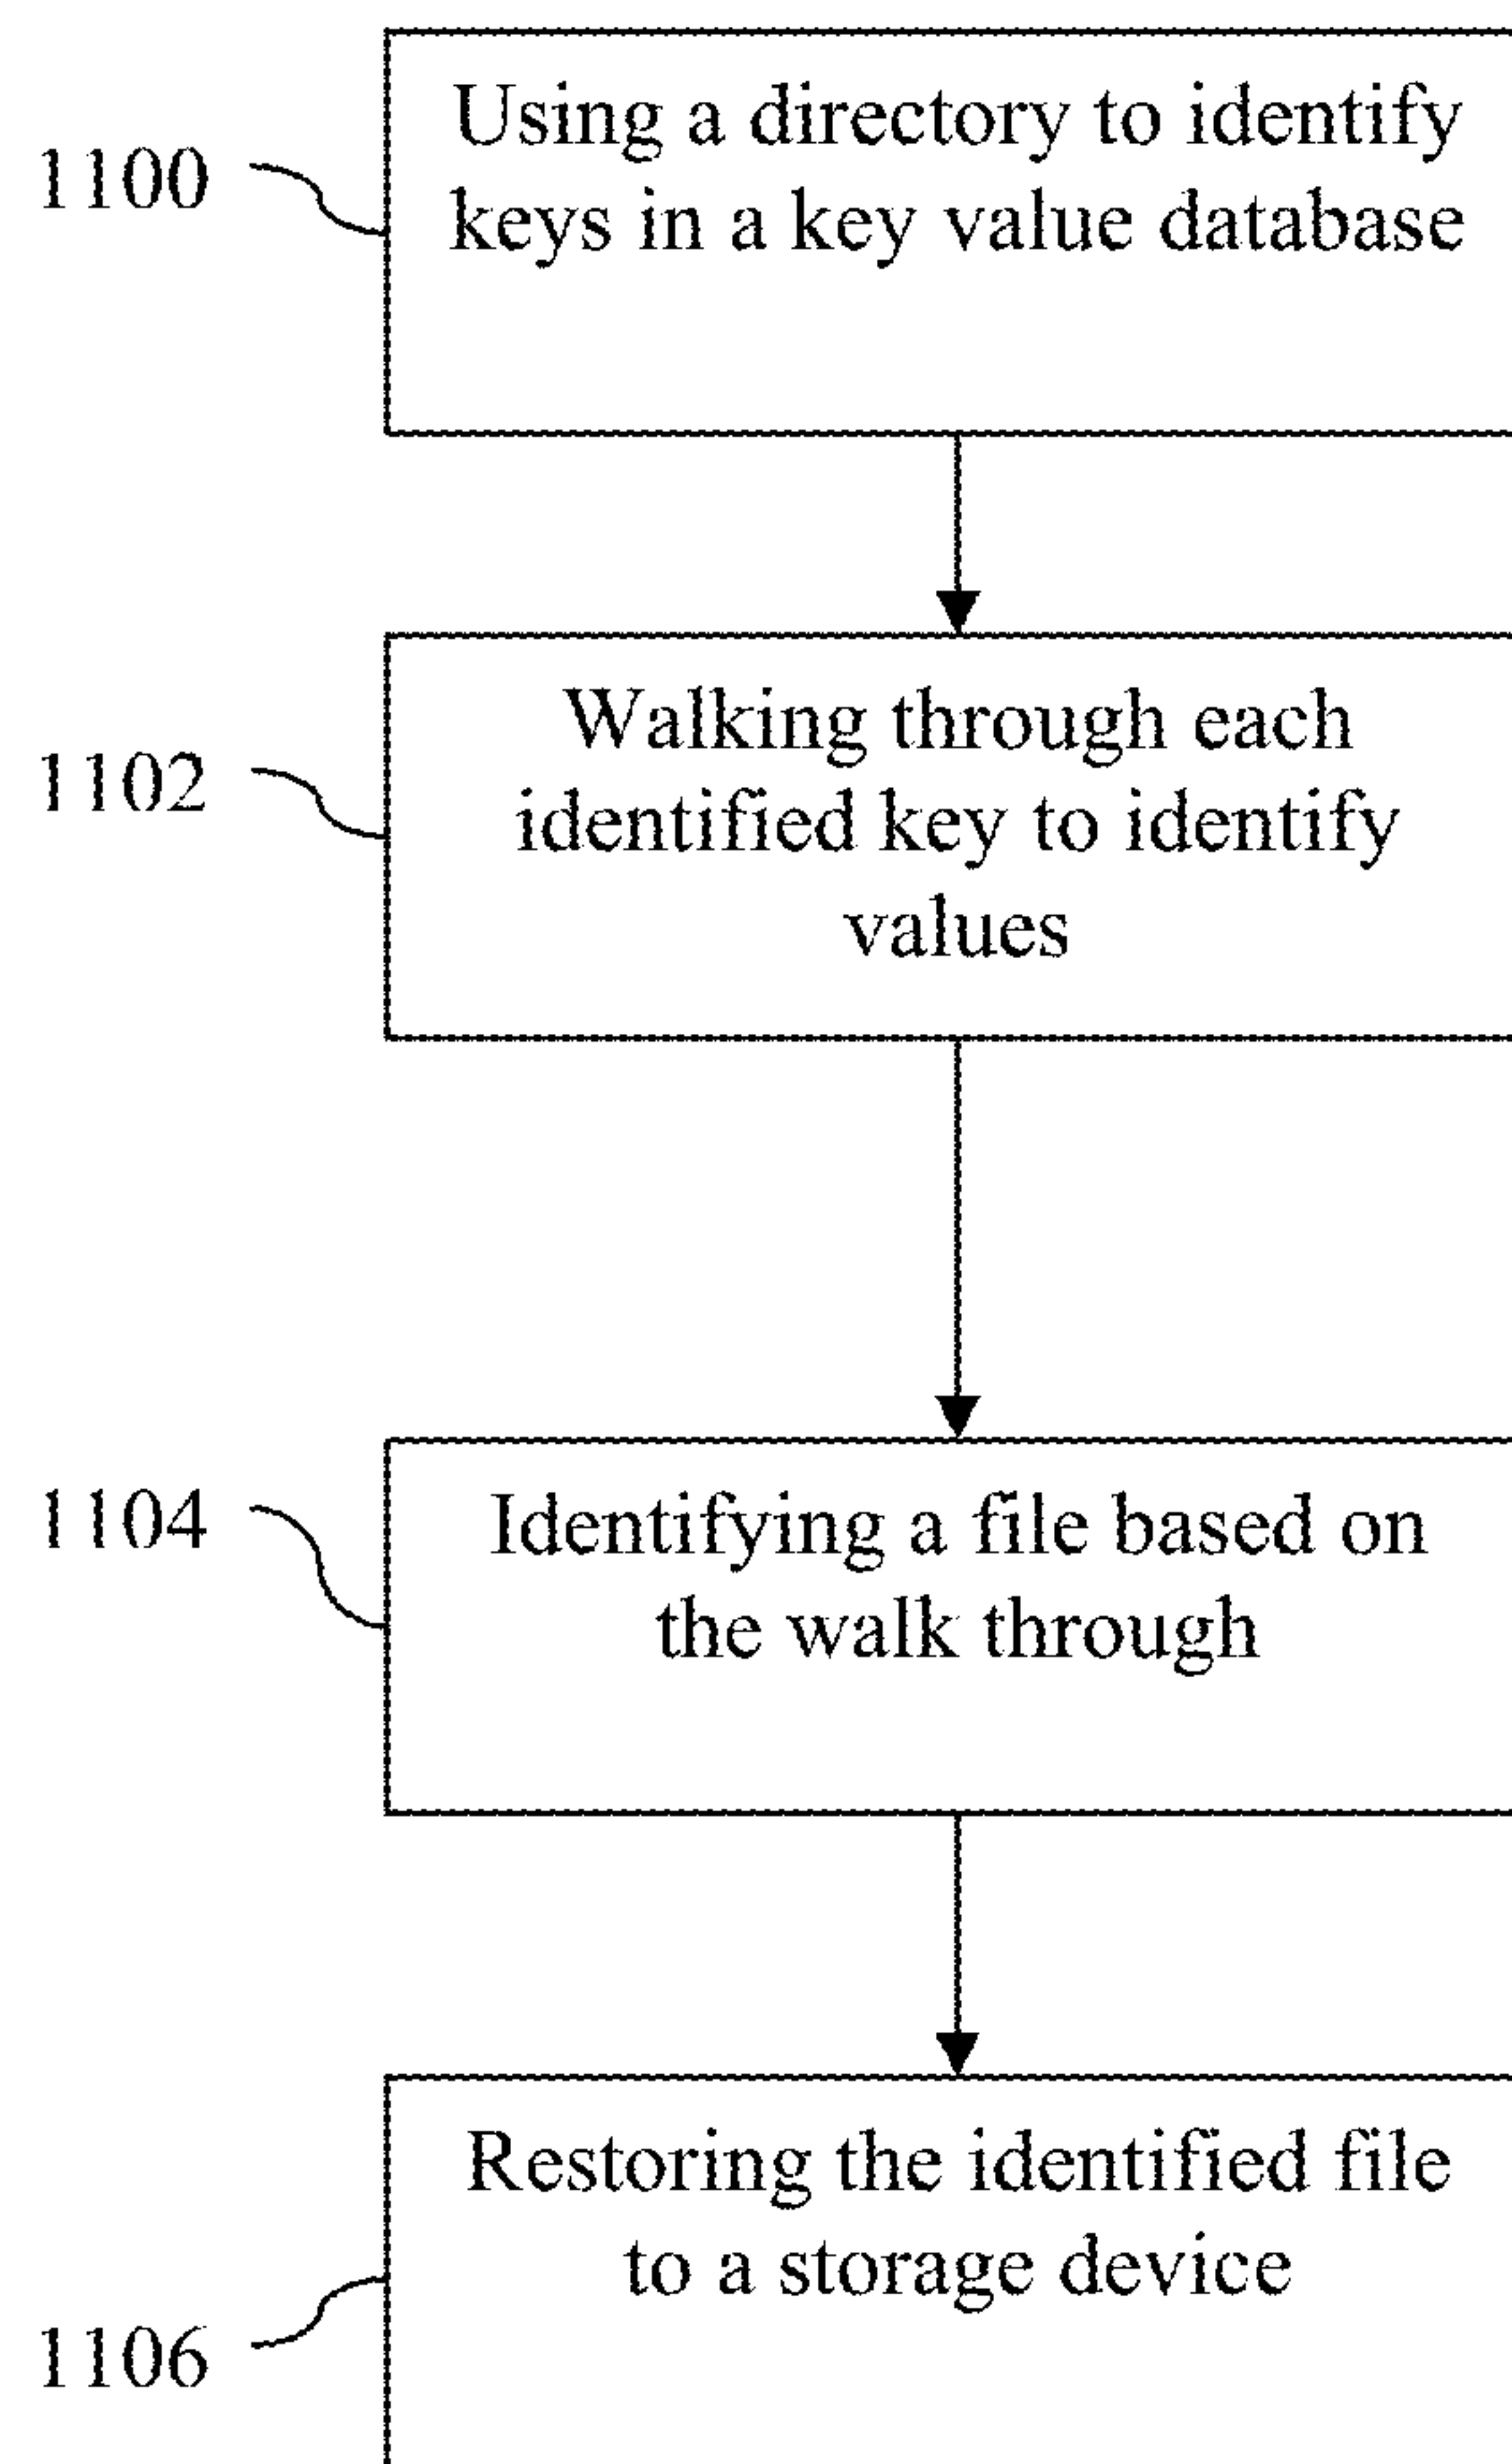 1100
Using a directory to identify
keys in a key value database
1102
Walking through each
identified key to identify
values
1104
Identifying a file based on
the walk through
1106
Restoring the identified file
to a storage device